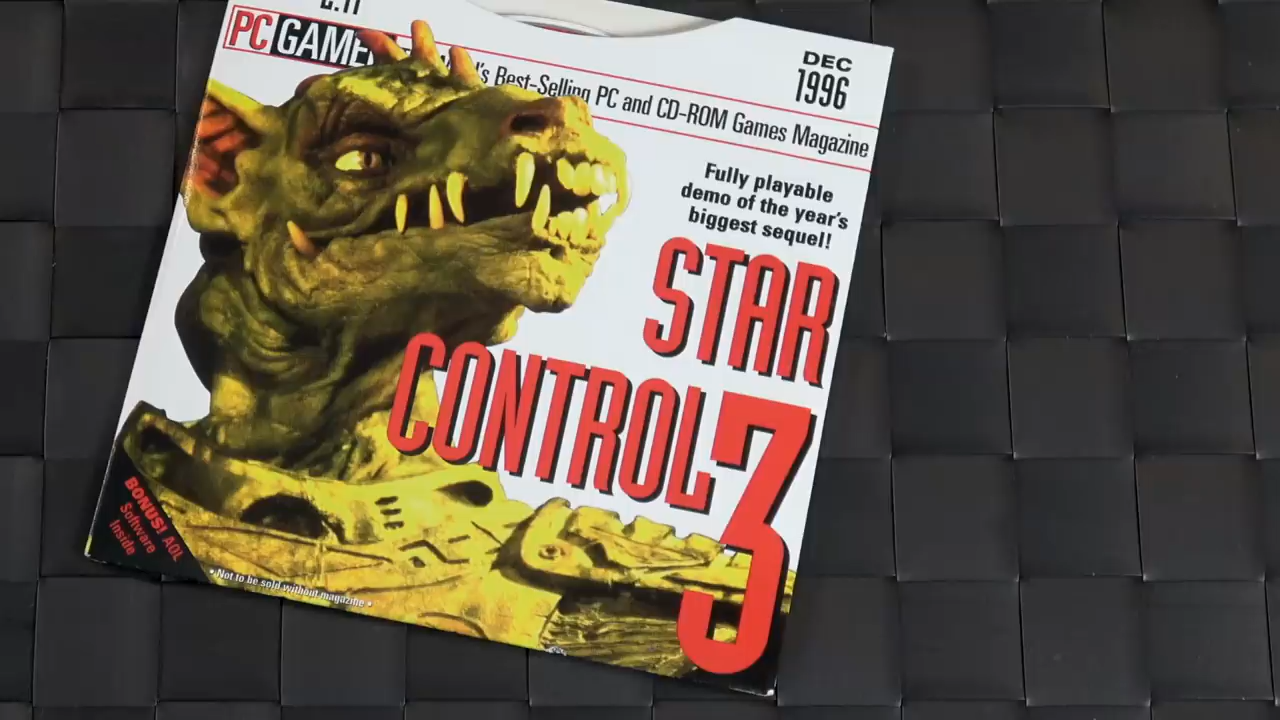 PC GAME
DEC
1996
's Best-Selling PC and CD-ROM Games Magazine
Fully playable
demo of the year's
biggest sequel!
STAR
CONTROL
3
BONUS! AOL
Software
Inside
• Not to be sold without magazine •